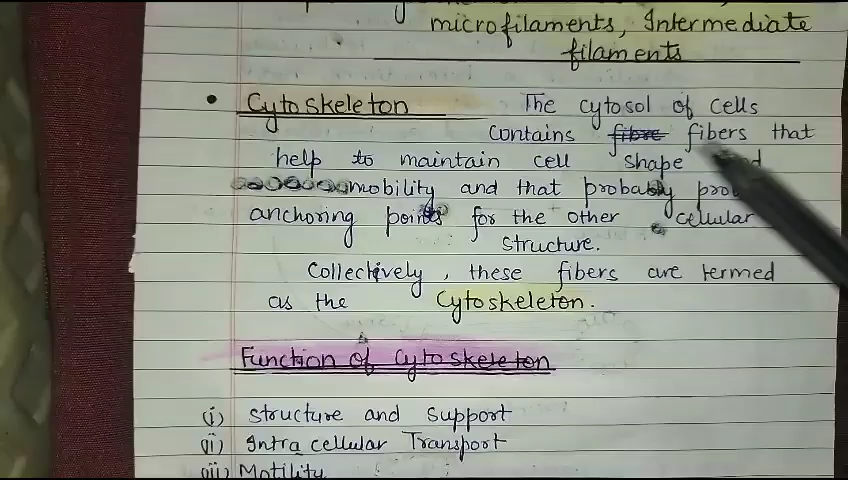 microfilaments, Intermediate
filaments
• Cytoskeleton The cytosol of cells
contains fibers that
help to maintain cell shape
mobility and that probably
anchoring points for the other cellular
structure.
Collectively, these fibers are termed
as the Cytoskeleton.
Function of Cytoskeleton
(i) structure and support
(ii) Intra cellular Transport
(iii) Motility